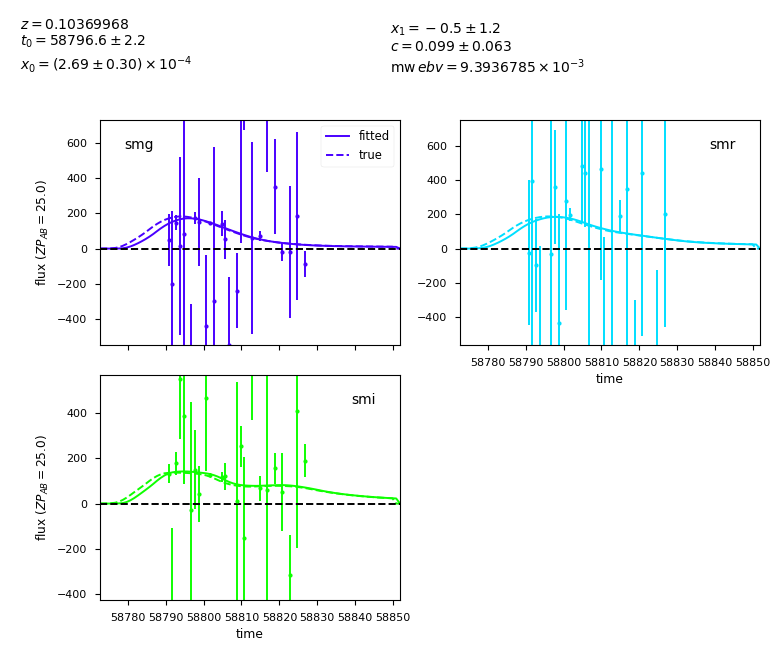 z = 0.10369968
t₀ = 58796.6 ± 2.2
x₀ = (2.69 ± 0.30) × 10⁻⁴
x₁ = −0.5 ± 1.2
c = 0.099 ± 0.063
mw ebv = 9.3936785 × 10⁻³
smg
fitted
true
600
400
200
0
−200
−400
flux (ZP_AB = 25.0)
smr
600
400
200
0
−200
−400
58780 58790 58800 58810 58820 58830 58840 58850
time
smi
400
200
0
−200
−400
flux (ZP_AB = 25.0)
58780 58790 58800 58810 58820 58830 58840 58850
time